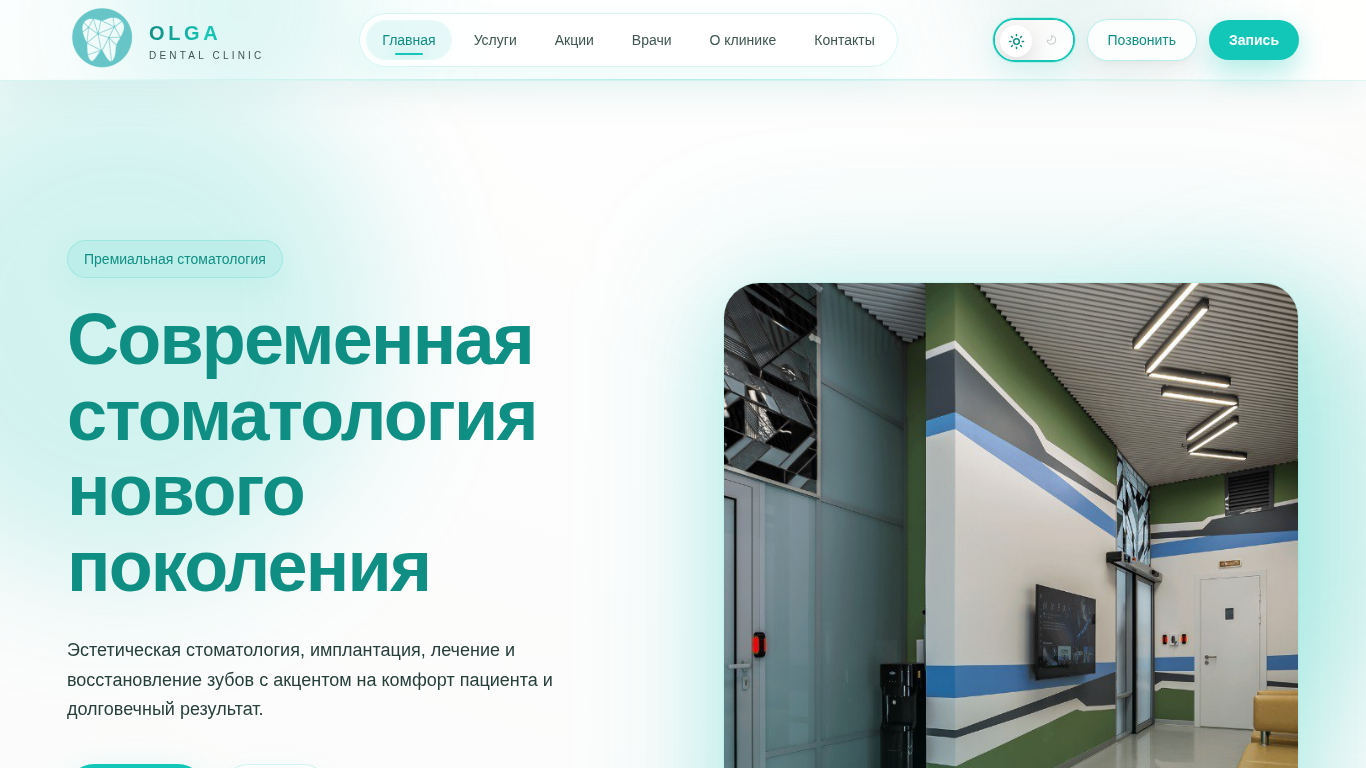 OLGA
DENTAL CLINIC
Главная
Услуги
Акции
Врачи
О клинике
Контакты
Позвонить
Запись
Премиальная стоматология
Современная
стоматология
нового
поколения
Эстетическая стоматология, имплантация, лечение и
восстановление зубов с акцентом на комфорт пациента и
долговечный результат.